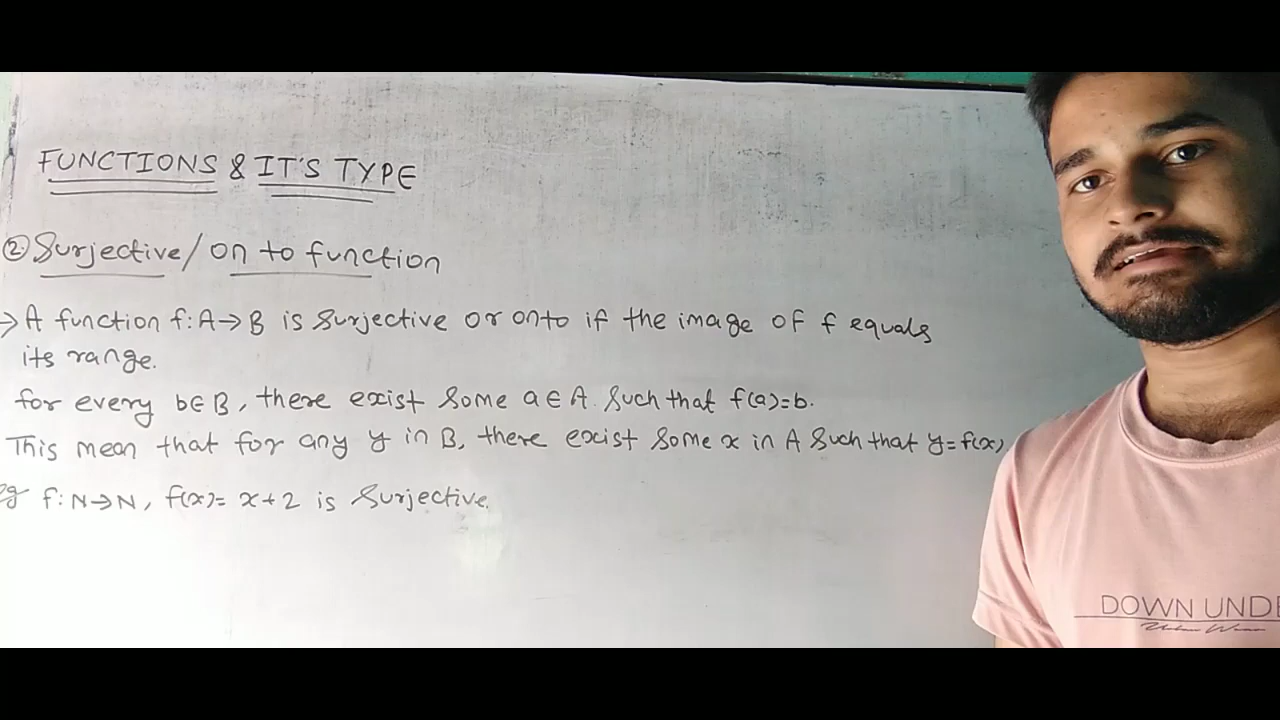 FUNCTIONS & IT'S TYPE
② Surjective/ on to function
→ A function f: A→B is surjective or onto if the image of f equals
its range.
for every b∈B, there exist some a∈A. Such that f(a)=b.
This mean that for any y in B, there exist some x in A such that y=f(x)
eg f: N→N, f(x)= x+2 is surjective.
DOWN UNDE